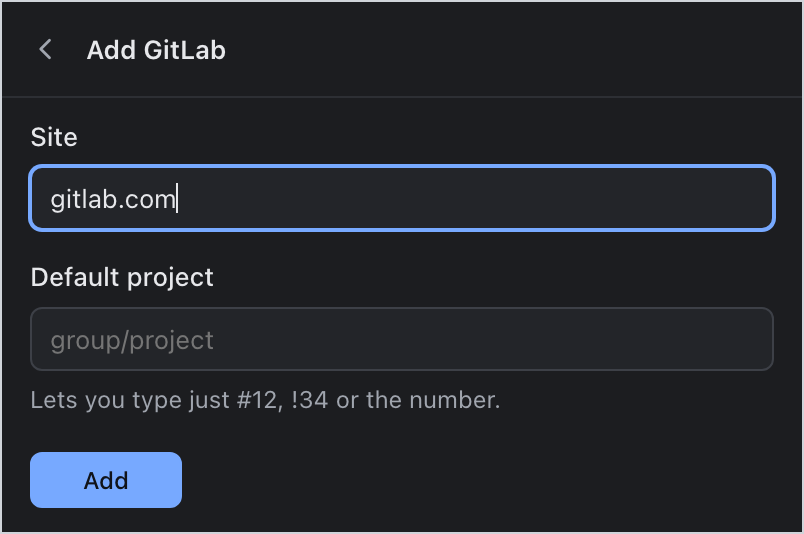 Add GitLab
Site
gitlab.com
Default project
group/project
Lets you type just #12, !34 or the number.
Add